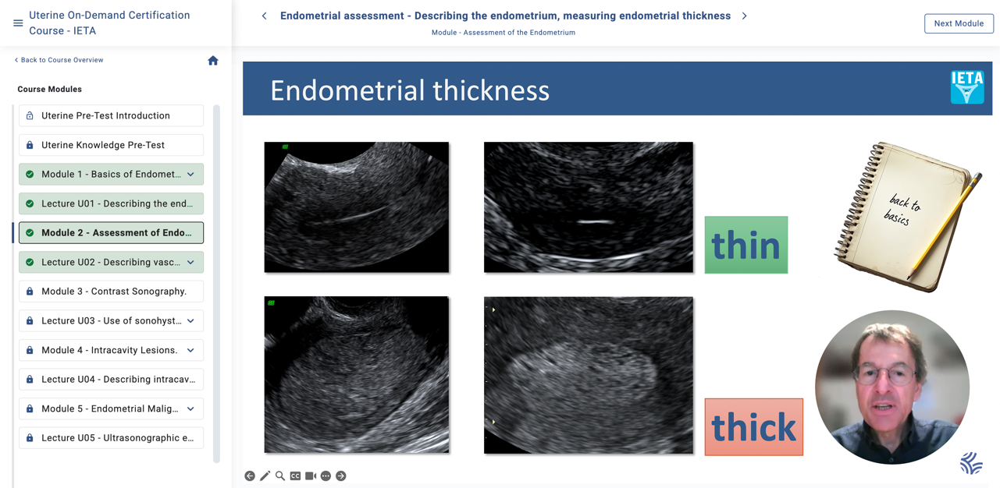 Uterine On-Demand Certification
Course - IETA
Back to Course Overview
Course Modules
Uterine Pre-Test Introduction
Uterine Knowledge Pre-Test
Module 1 - Basics of Endomet...
Lecture U01 - Describing the end...
Module 2 - Assessment of Endo...
Lecture U02 - Describing vasc...
Module 3 - Contrast Sonography.
Lecture U03 - Use of sonohyst...
Module 4 - Intracavity Lesions.
Lecture U04 - Describing intracav...
Module 5 - Endometrial Malig...
Lecture U05 - Ultrasonographic e...
Endometrial assessment - Describing the endometrium, measuring endometrial thickness
Module - Assessment of the Endometrium
Next Module
Endometrial thickness
IETA
thin
back to
basics
thick
CC